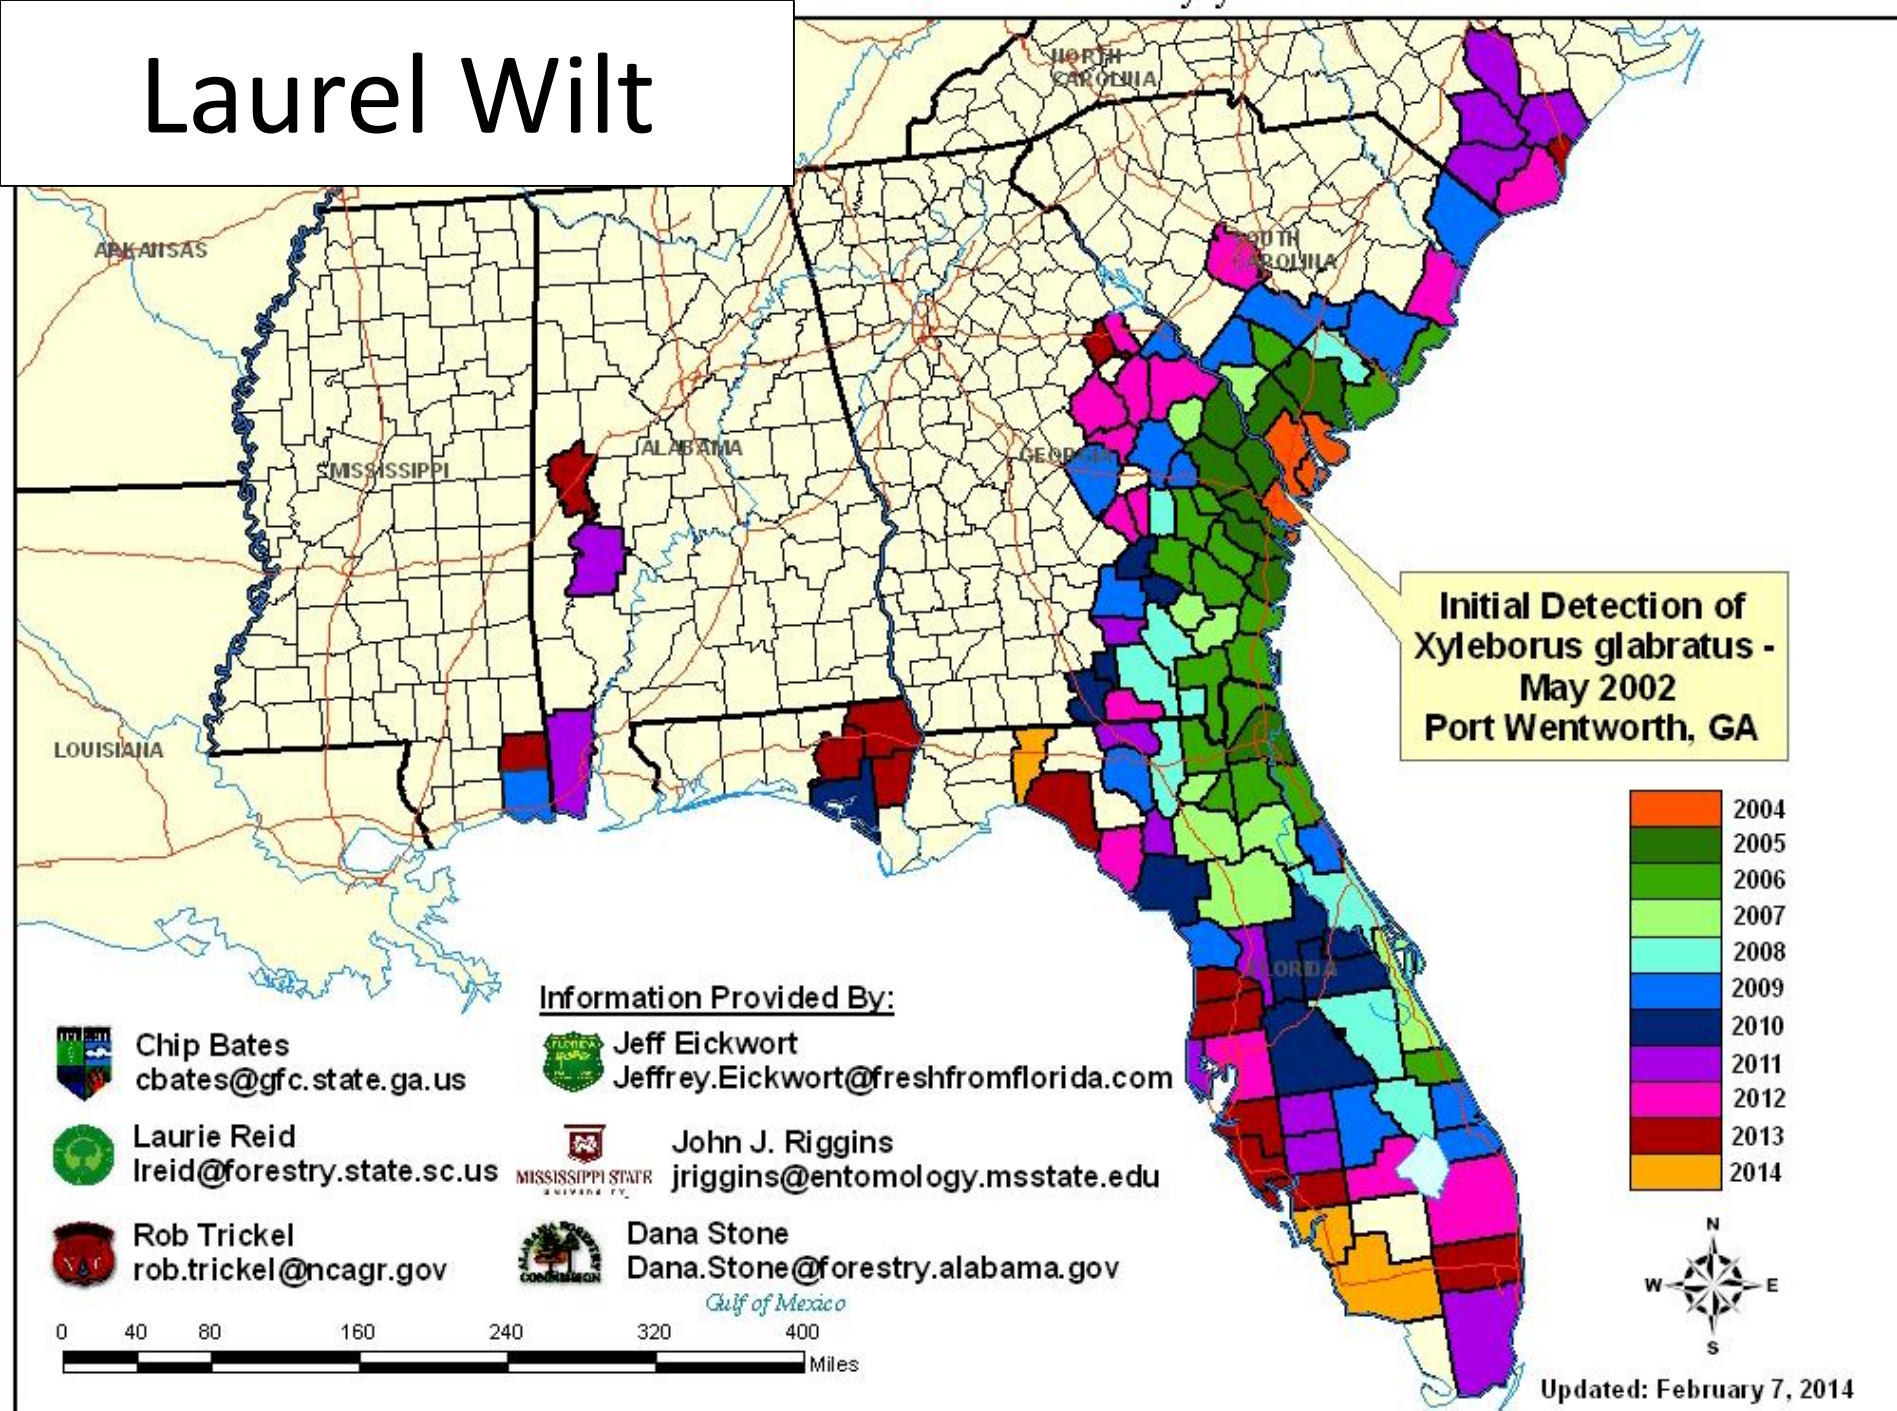 Laurel Wilt
NORTH
CAROLINA
ARKANSAS
SOUTH
CAROLINA
MISSISSIPPI
ALABAMA
GEORGIA
LOUISIANA
FLORIDA
Initial Detection of
Xyleborus glabratus -
May 2002
Port Wentworth, GA
2004
2005
2006
2007
2008
2009
2010
2011
2012
2013
2014
Information Provided By:
Chip Bates
cbates@gfc.state.ga.us
Jeff Eickwort
Jeffrey.Eickwort@freshfromflorida.com
Laurie Reid
lreid@forestry.state.sc.us
MISSISSIPPI STATE
UNIVERSITY
John J. Riggins
jriggins@entomology.msstate.edu
Rob Trickel
rob.trickel@ncagr.gov
ALABAMA FORESTRY
COMMISSION
Dana Stone
Dana.Stone@forestry.alabama.gov
Gulf of Mexico
0 40 80 160 240 320 400
Miles
N
W E
S
Updated: February 7, 2014